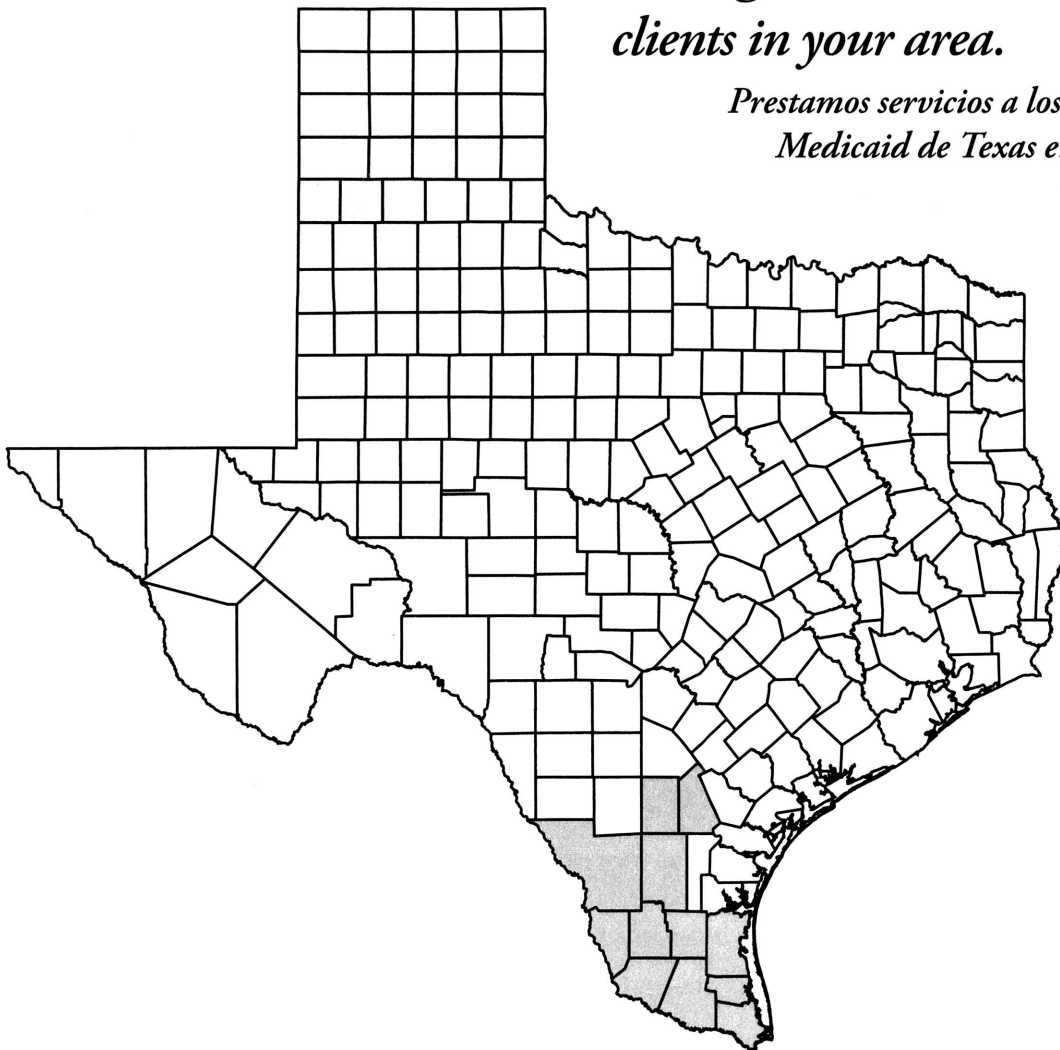 clients in your area.
Prestamos servicios a los
Medicaid de Texas e